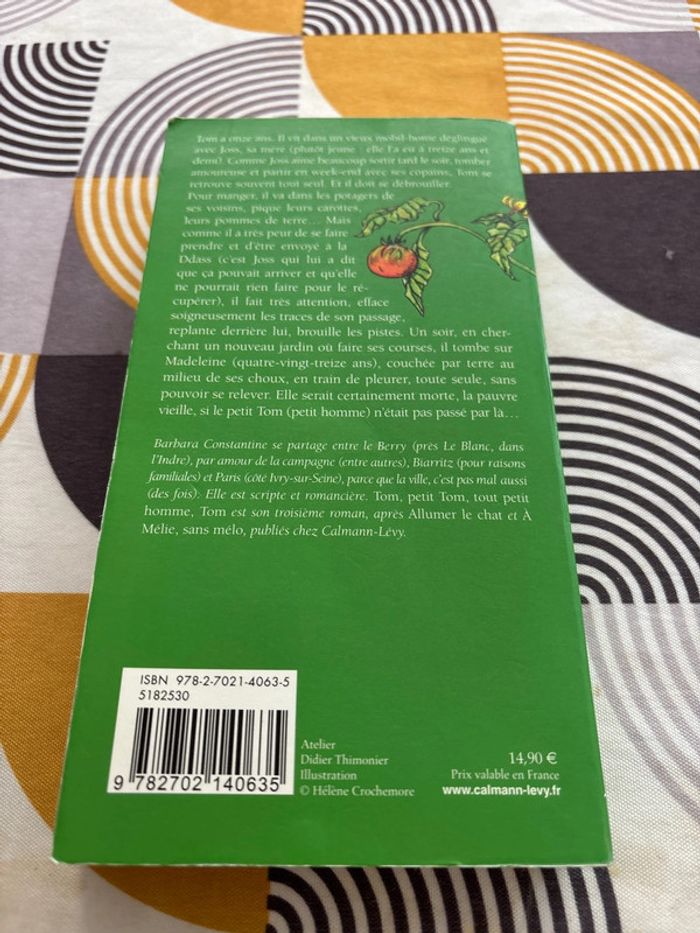 Tom a onze ans. Il vit dans un vieux mobil-home déglingué
avec Joss, sa mère (plutôt jeune : elle l'a eu à treize ans et
demi). Comme Joss aime beaucoup sortir tard le soir, tomber
amoureuse et partir en week-end avec ses copains, Tom se
retrouve souvent tout seul. Et il doit se débrouiller.
Pour manger, il va dans les potagers de
ses voisins, pique leurs carottes,
leurs pommes de terre... Mais
comme il a très peur de se faire
prendre et d'être envoyé à la
Ddass (c'est Joss qui lui a dit
que ça pouvait arriver et qu'elle
ne pourrait rien faire pour le ré-
cupérer), il fait très attention, efface
soigneusement les traces de son passage,
replante derrière lui, brouille les pistes. Un soir, en cher-
chant un nouveau jardin où faire ses courses, il tombe sur
Madeleine (quatre-vingt-treize ans), couchée par terre au
milieu de ses choux, en train de pleurer, toute seule, sans
pouvoir se relever. Elle serait certainement morte, la pauvre
vieille, si le petit Tom (petit homme) n'était pas passé par là...
Barbara Constantine se partage entre le Berry (près Le Blanc, dans
l'Indre), par amour de la campagne (entre autres), Biarritz (pour raisons
familiales) et Paris (côté Ivry-sur-Seine), parce que la ville, c'est pas mal aussi
(des fois). Elle est scripte et romancière. Tom, petit Tom, tout petit
homme, Tom est son troisième roman, après Allumer le chat et À
Mélie, sans mélo, publiés chez Calmann-Lévy.
ISBN 978-2-7021-4063-5
5182530
9 782702 140635
Atelier
Didier Thimonier
Illustration
© Hélène Crochemore
14,90 €
Prix valable en France
www.calmann-levy.fr